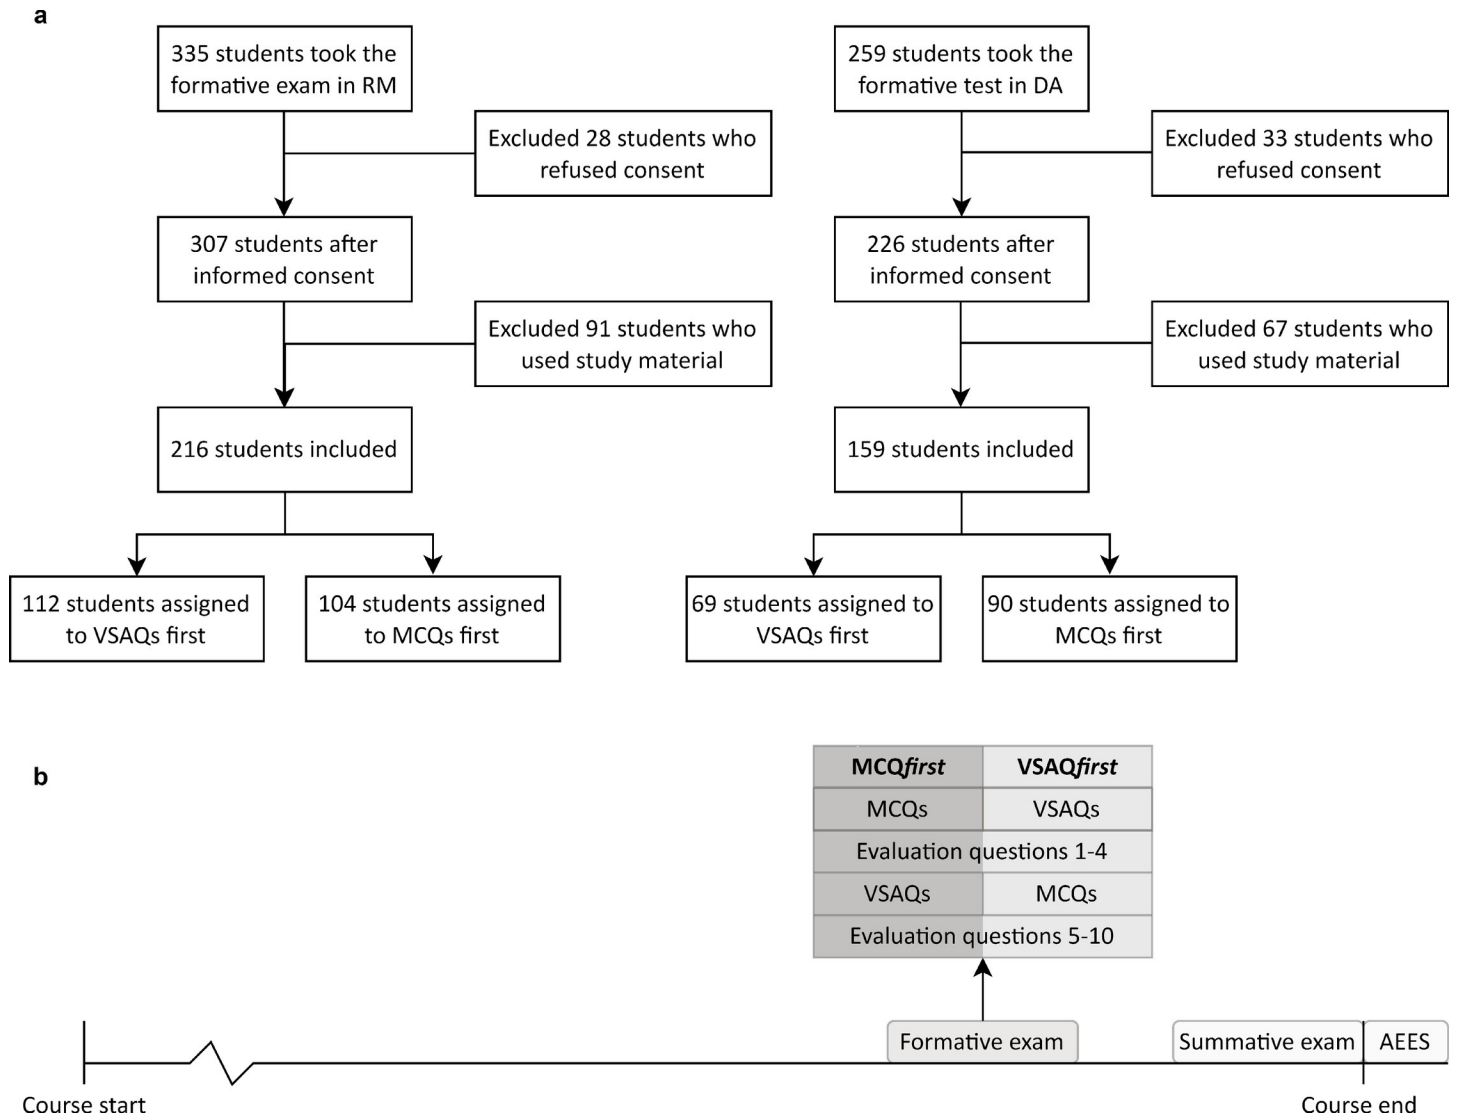 a
335 students took the
formative exam in RM
259 students took the
formative test in DA
Excluded 28 students who
refused consent
Excluded 33 students who
refused consent
307 students after
informed consent
226 students after
informed consent
Excluded 91 students who
used study material
Excluded 67 students who
used study material
216 students included
159 students included
112 students assigned
to VSAQs first
104 students assigned
to MCQs first
69 students assigned to
VSAQs first
90 students assigned to
MCQs first
b
MCQfirst
VSAQfirst
MCQs
VSAQs
Evaluation questions 1-4
VSAQs
MCQs
Evaluation questions 5-10
Formative exam
Summative exam
AEES
Course start
Course end